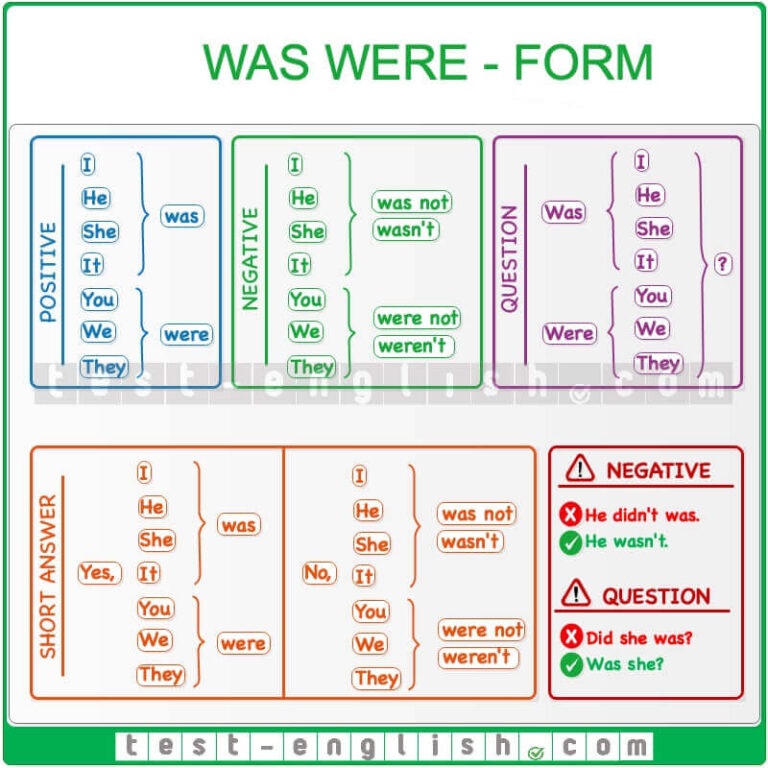 WAS WERE - FORM
POSITIVE
I
He
She
It
was
You
We
They
were
NEGATIVE
I
He
She
It
was not
wasn't
You
We
They
were not
weren't
QUESTION
Was
I
He
She
It
Were
You
We
They
?
test-english.com
SHORT ANSWER
Yes,
I
He
She
It
was
You
We
They
were
No,
I
He
She
It
was not
wasn't
You
We
They
were not
weren't
NEGATIVE
He didn't was.
He wasn't.
QUESTION
Did she was?
Was she?
test-english.com